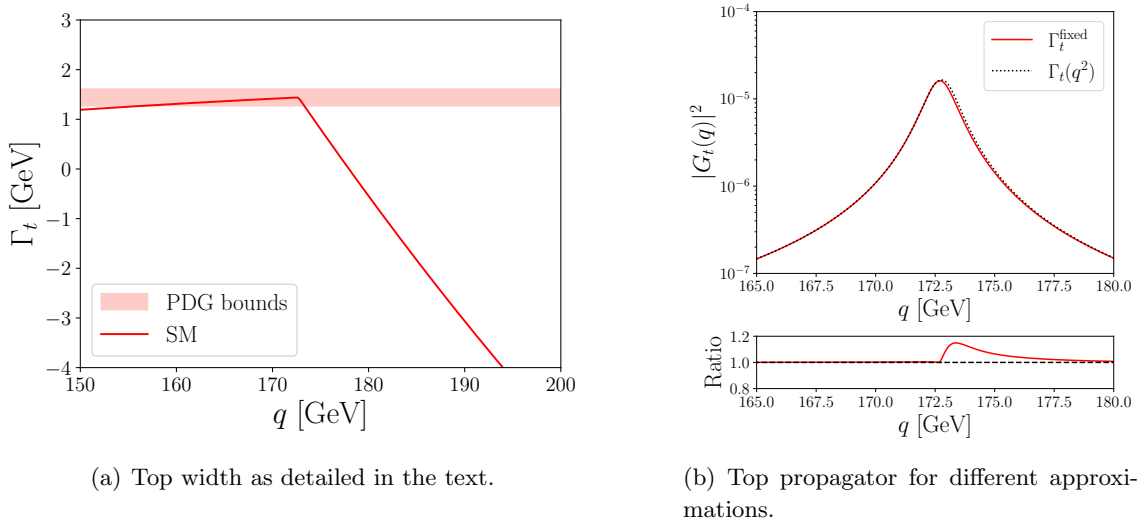 3
2
1
0
−1
−2
−3
−4
Γ_t [GeV]
PDG bounds
SM
150 160 170 180 190 200
q [GeV]
(a) Top width as detailed in the text.
10^{−4}
10^{−5}
10^{−6}
10^{−7}
|G_t(q)|^2
Γ_t^{fixed}
Γ_t(q^2)
165.0 167.5 170.0 172.5 175.0 177.5 180.0
q [GeV]
1.2
1.0
0.8
Ratio
165.0 167.5 170.0 172.5 175.0 177.5 180.0
q [GeV]
(b) Top propagator for different approxi-
mations.